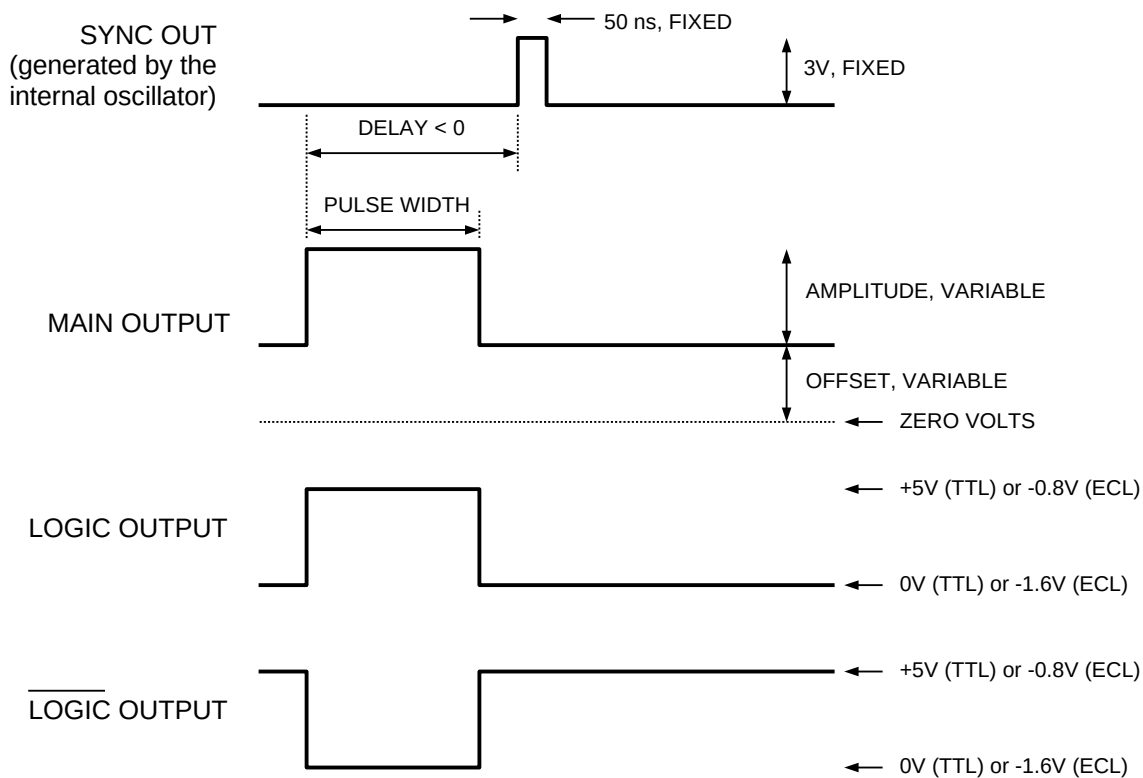 50 ns, FIXED
SYNC OUT
(generated by the
internal oscillator)
3V, FIXED
DELAY < 0
PULSE WIDTH
AMPLITUDE, VARIABLE
MAIN OUTPUT
OFFSET, VARIABLE
ZERO VOLTS
+5V (TTL) or -0.8V (ECL)
LOGIC OUTPUT
0V (TTL) or -1.6V (ECL)
+5V (TTL) or -0.8V (ECL)
L̅O̅G̅I̅C̅ OUTPUT
0V (TTL) or -1.6V (ECL)